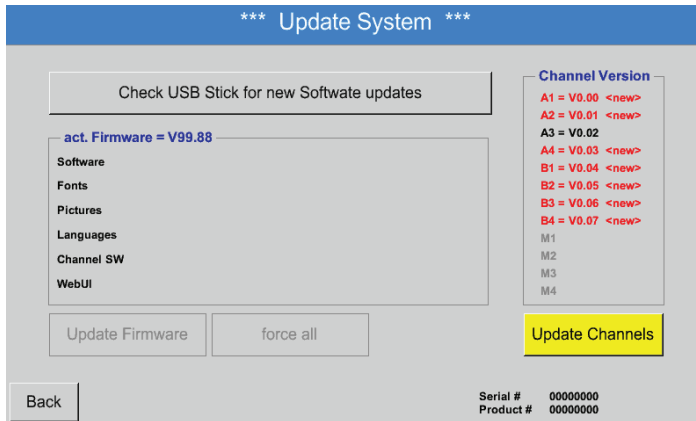 *** Update System ***
Check USB Stick for new Softwate updates
act. Firmware = V99.88
Software
Fonts
Pictures
Languages
Channel SW
WebUI
Update Firmware
force all
Channel Version
A1 = V0.00 <new>
A2 = V0.01 <new>
A3 = V0.02
A4 = V0.03 <new>
B1 = V0.04 <new>
B2 = V0.05 <new>
B3 = V0.06 <new>
B4 = V0.07 <new>
M1
M2
M3
M4
Update Channels
Back
Serial # 00000000
Product # 00000000